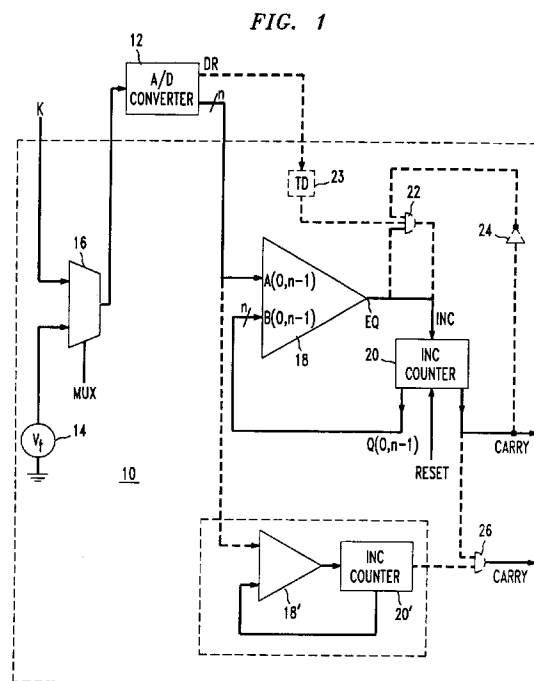 FIG. 1
12
A/D
CONVERTER
DR
n
K
TD
23
22
24
16
A(0,n-1)
n
B(0,n-1)
18
EQ
INC
20
INC
COUNTER
MUX
14
Vf
Q(0,n-1)
RESET
CARRY
10
26
18'
INC
COUNTER
20'
CARRY